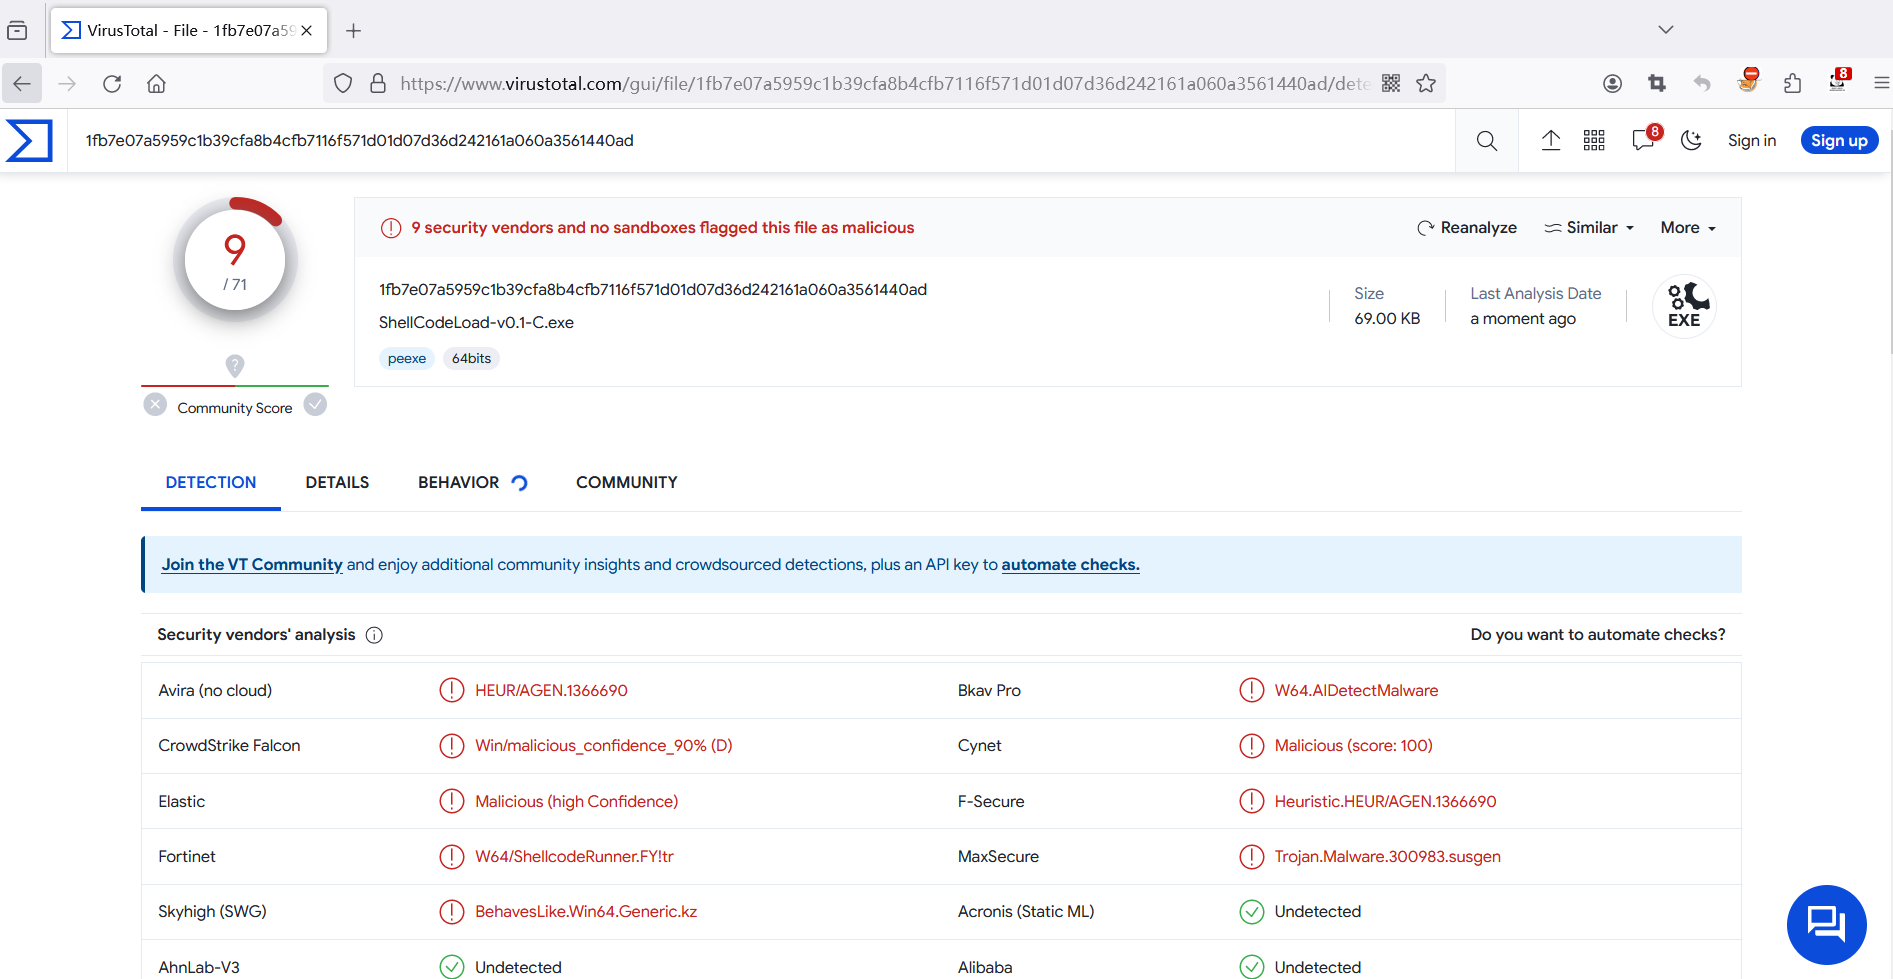 VirusTotal - File - 1fb7e07a59
https://www.virustotal.com/gui/file/1fb7e07a5959c1b39cfa8b4cfb7116f571d01d07d36d242161a060a3561440ad/dete
8
1fb7e07a5959c1b39cfa8b4cfb7116f571d01d07d36d242161a060a3561440ad
8
Sign in
Sign up
9
/ 71
Community Score
9 security vendors and no sandboxes flagged this file as malicious
Reanalyze
Similar
More
1fb7e07a5959c1b39cfa8b4cfb7116f571d01d07d36d242161a060a3561440ad
ShellCodeLoad-v0.1-C.exe
peexe
64bits
Size
69.00 KB
Last Analysis Date
a moment ago
EXE
DETECTION
DETAILS
BEHAVIOR
COMMUNITY
Join the VT Community and enjoy additional community insights and crowdsourced detections, plus an API key to automate checks.
Security vendors' analysis
Do you want to automate checks?
Avira (no cloud)
HEUR/AGEN.1366690
Bkav Pro
W64.AIDetectMalware
CrowdStrike Falcon
Win/malicious_confidence_90% (D)
Cynet
Malicious (score: 100)
Elastic
Malicious (high Confidence)
F-Secure
Heuristic.HEUR/AGEN.1366690
Fortinet
W64/ShellcodeRunner.FY!tr
MaxSecure
Trojan.Malware.300983.susgen
Skyhigh (SWG)
BehavesLike.Win64.Generic.kz
Acronis (Static ML)
Undetected
AhnLab-V3
Undetected
Alibaba
Undetected